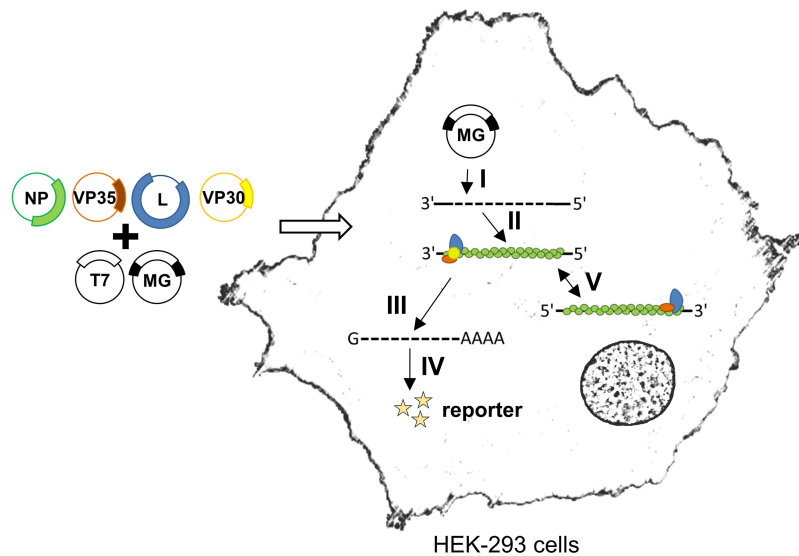 MG
I
3' 5'
NP VP35 L VP30
II
3' 5'
T7 MG
V
III
5' 3'
G AAAA
IV
reporter
HEK-293 cells